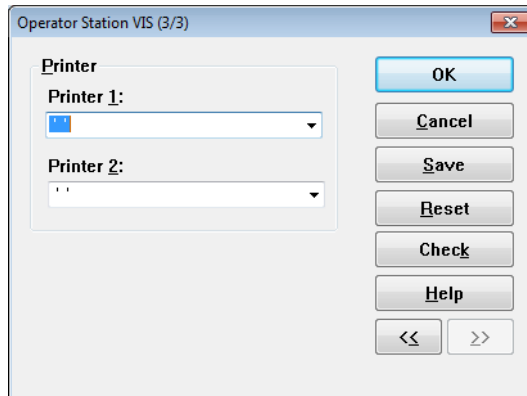 Operator Station VIS (3/3)
Printer
Printer 1:
' '
Printer 2:
' '
OK
Cancel
Save
Reset
Check
Help
<<
>>